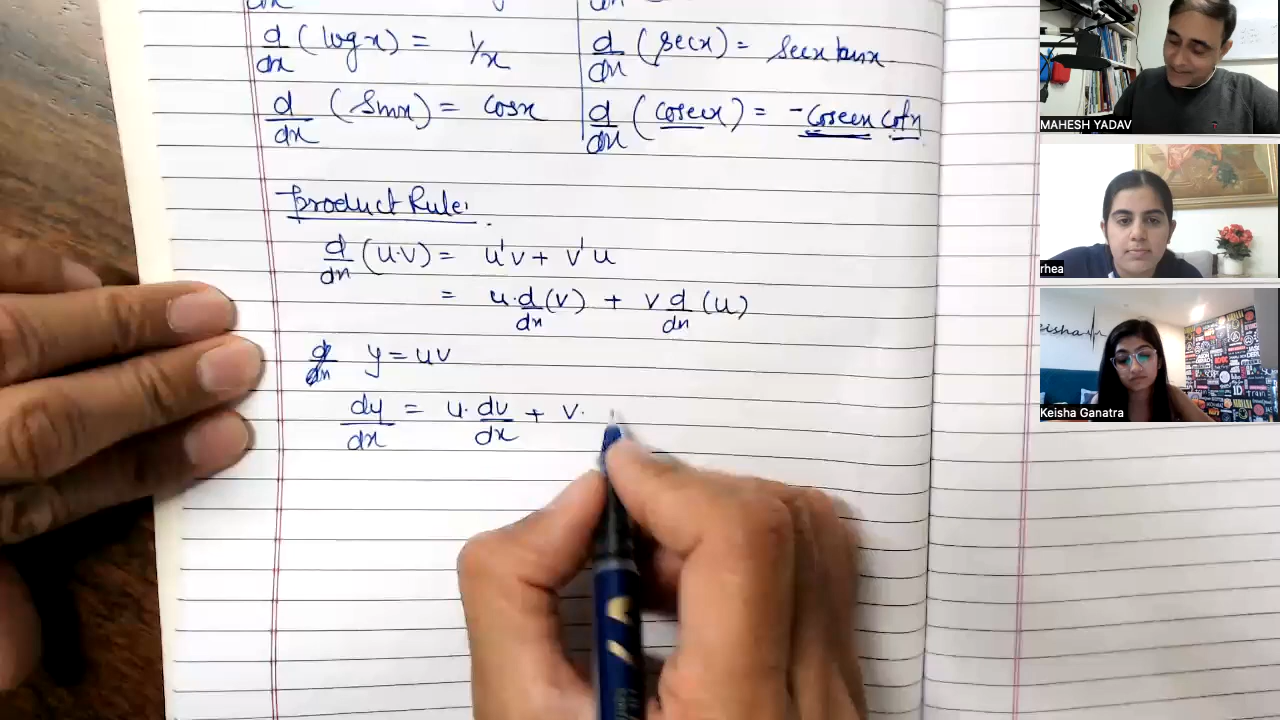 d/dx (log x) = 1/x
d/dx (sec x) = sec x tan x
d/dx (sin x) = cos x
d/dx (cosec x) = - cosec x cot x
Product Rule:
d/dx (u.v) = u'v + v'u
= u. d/dx (v) + v d/dx (u)
d/dx y = uv
dy/dx = u. dv/dx + v.
MAHESH YADAV
rhea
Keisha Ganatra